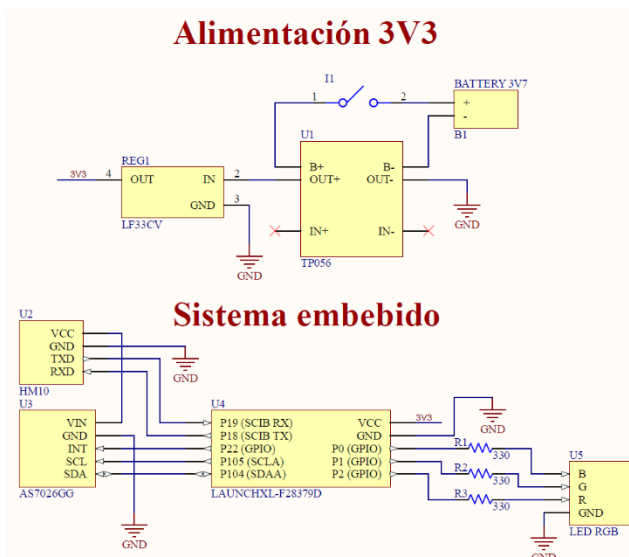 Alimentación 3V3
I1
1 2
BATTERY 3V7
+
-
B1
U1
REG1
3V3 4 OUT IN 2
GND 3
LF33CV
GND
B+ B-
OUT+ OUT-
IN+ IN-
TP056
GND
Sistema embebido
U2
VCC
GND
TXD
RXD
HM10
GND
U3
VIN
GND
INT
SCL
SDA
AS7026GG
GND
U4
P19 (SCIB RX) VCC 3V3
P18 (SCIB TX) GND
P22 (GPIO) P0 (GPIO)
P105 (SCLA) P1 (GPIO)
P104 (SDAA) P2 (GPIO)
LAUNCHXL-F28379D
GND
R1 330
R2 330
R3 330
U5
B
G
R
GND
LED RGB
GND